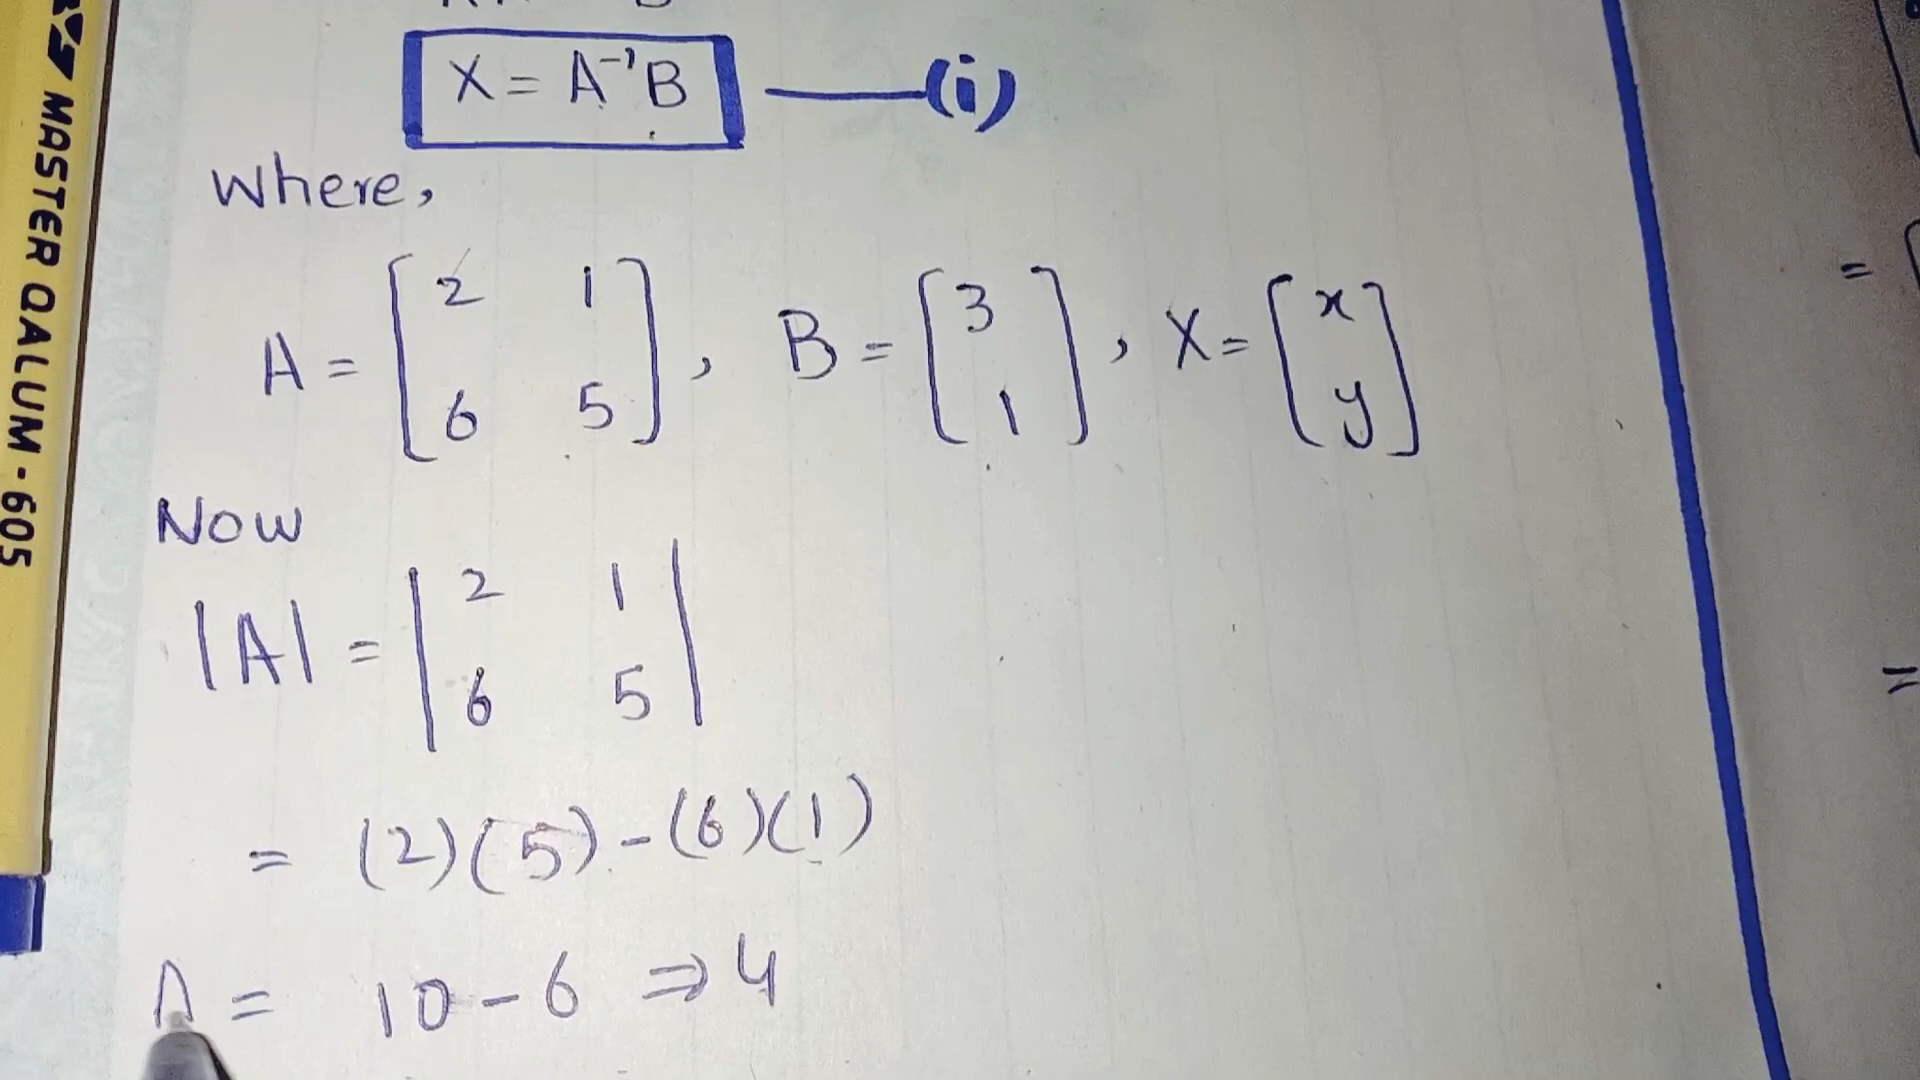 X = A⁻¹B —— (i)
Where,
A = [2 1
6 5], B = [3
1], X = [x
y]
Now
|A| = |2 1
6 5|
= (2)(5) - (6)(1)
A = 10 - 6 ⇒ 4
MASTER QALUM - 605
=
=